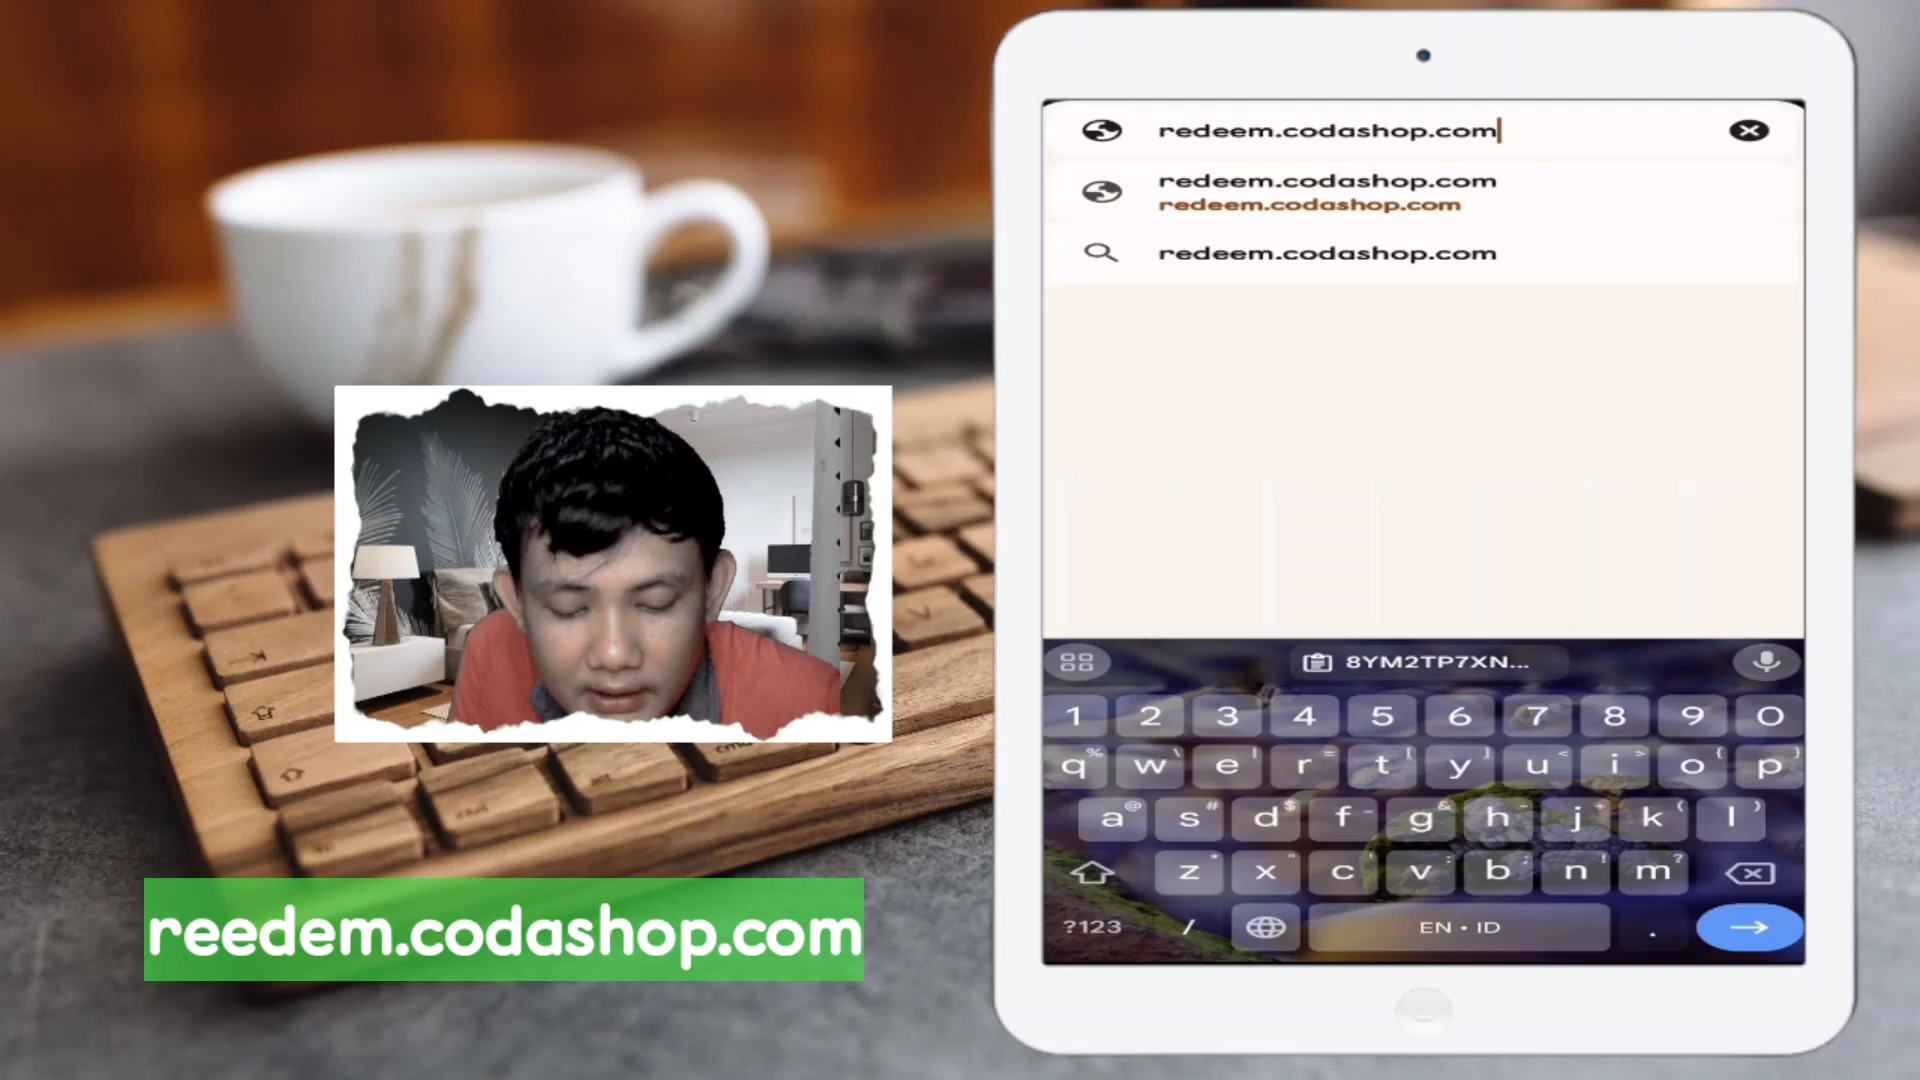 redeem.codashop.com
redeem.codashop.com
redeem.codashop.com
redeem.codashop.com
8YM2TP7XN...
1 2 3 4 5 6 7 8 9 0
q w e r t y u i o p
a s d f g h j k l
z x c v b n m
?123 / EN • ID .
reedem.codashop.com